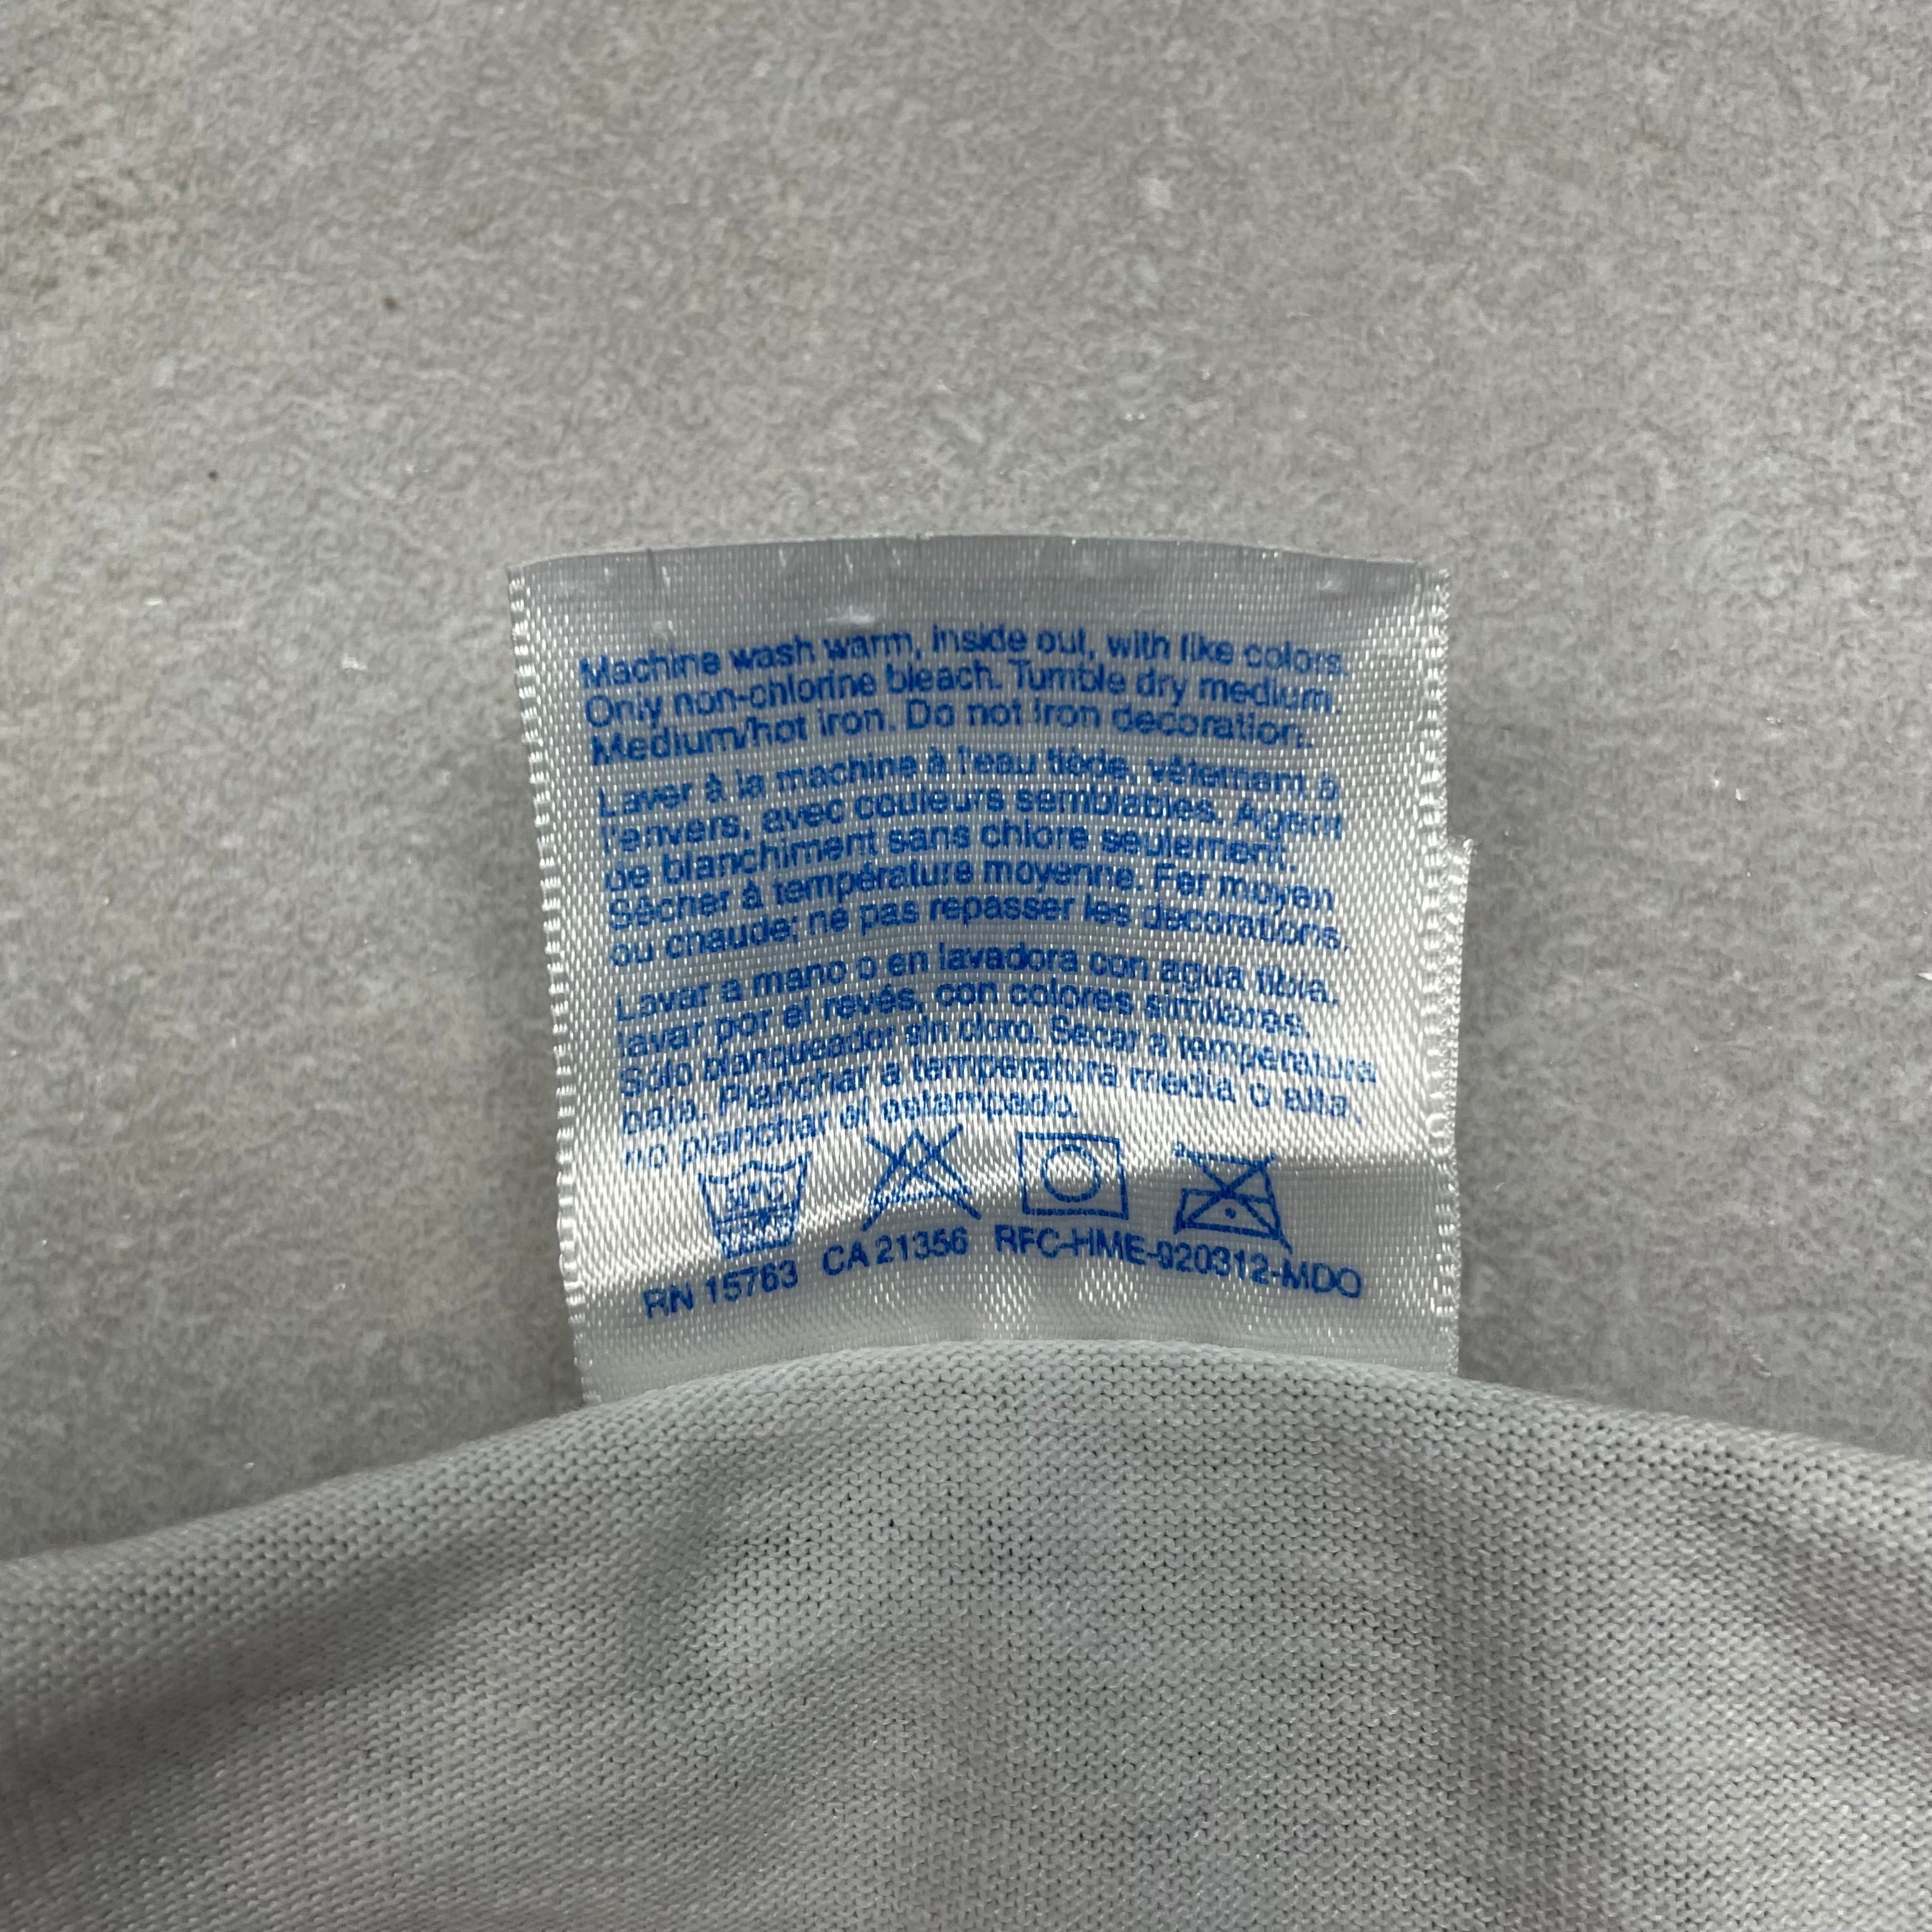 Machine wash warm, inside out, with like colors.
Only non-chlorine bleach. Tumble dry medium.
Medium/hot iron. Do not iron decoration.
Laver à la machine à l'eau tiède, vêtement à
l'envers, avec couleurs semblables. Agent
de blanchiment sans chlore seulement.
Sécher à température moyenne. Fer moyen
ou chaude; ne pas repasser les decorations.
Lavar a mano o en lavadora con agua tibia.
lavar por el revés, con colores similares.
Solo blanqueador sin cloro. Secar a temperatura
baja. Planchar a temperatura media o alta,
no planchar el estampado.
40°C
RN 15763 CA 21356 RFC-HME-920312-MDO